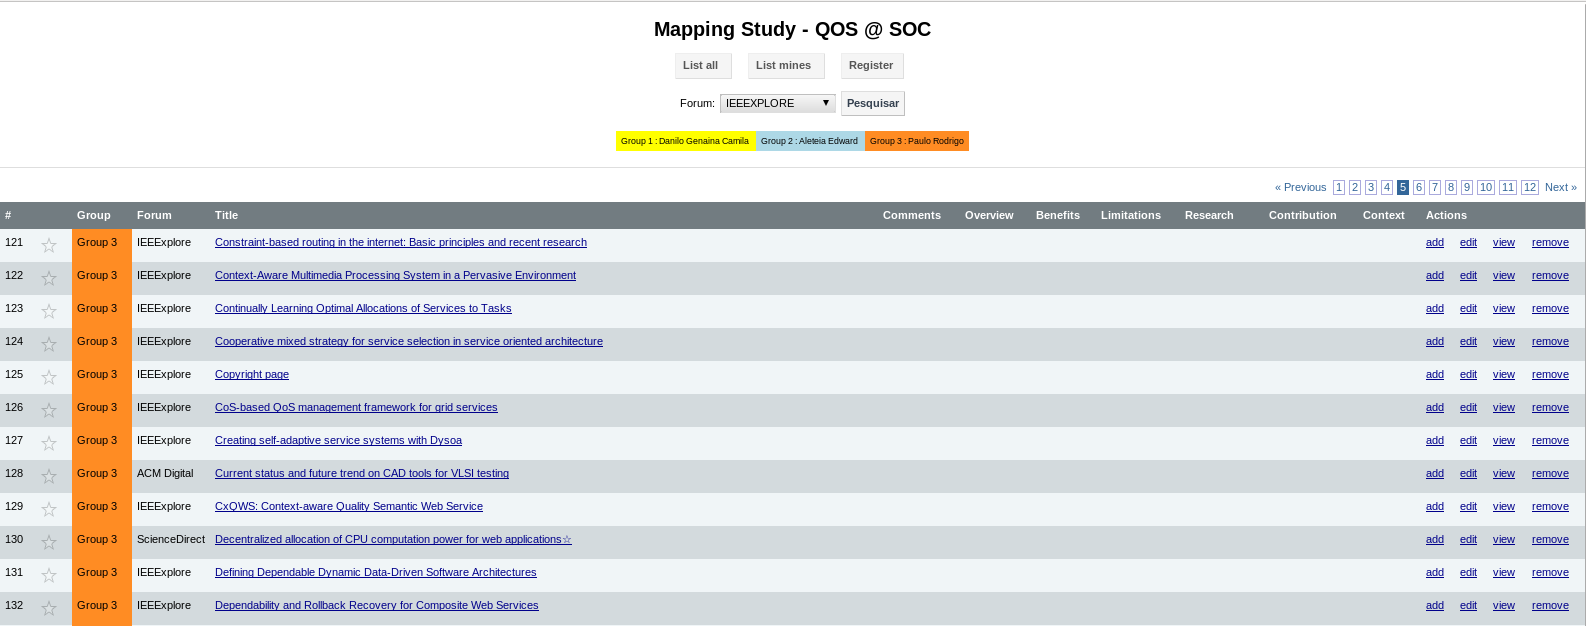 Mapping Study - QOS @ SOC
List all List mines Register
Forum: IEEEXPLORE ▼ Pesquisar
Group 1 : Danilo Genaina Camila Group 2 : Aleteia Edward Group 3 : Paulo Rodrigo
« Previous 1 2 3 4 5 6 7 8 9 10 11 12 Next »
# Group Forum Title Comments Overview Benefits Limitations Research Contribution Context Actions
121 ☆ Group 3 IEEExplore Constraint-based routing in the internet: Basic principles and recent research add edit view remove
122 ☆ Group 3 IEEExplore Context-Aware Multimedia Processing System in a Pervasive Environment add edit view remove
123 ☆ Group 3 IEEExplore Continually Learning Optimal Allocations of Services to Tasks add edit view remove
124 ☆ Group 3 IEEExplore Cooperative mixed strategy for service selection in service oriented architecture add edit view remove
125 ☆ Group 3 IEEExplore Copyright page add edit view remove
126 ☆ Group 3 IEEExplore CoS-based QoS management framework for grid services add edit view remove
127 ☆ Group 3 IEEExplore Creating self-adaptive service systems with Dysoa add edit view remove
128 ☆ Group 3 ACM Digital Current status and future trend on CAD tools for VLSI testing add edit view remove
129 ☆ Group 3 IEEExplore CxQWS: Context-aware Quality Semantic Web Service add edit view remove
130 ☆ Group 3 ScienceDirect Decentralized allocation of CPU computation power for web applications☆ add edit view remove
131 ☆ Group 3 IEEExplore Defining Dependable Dynamic Data-Driven Software Architectures add edit view remove
132 ☆ Group 3 IEEExplore Dependability and Rollback Recovery for Composite Web Services add edit view remove